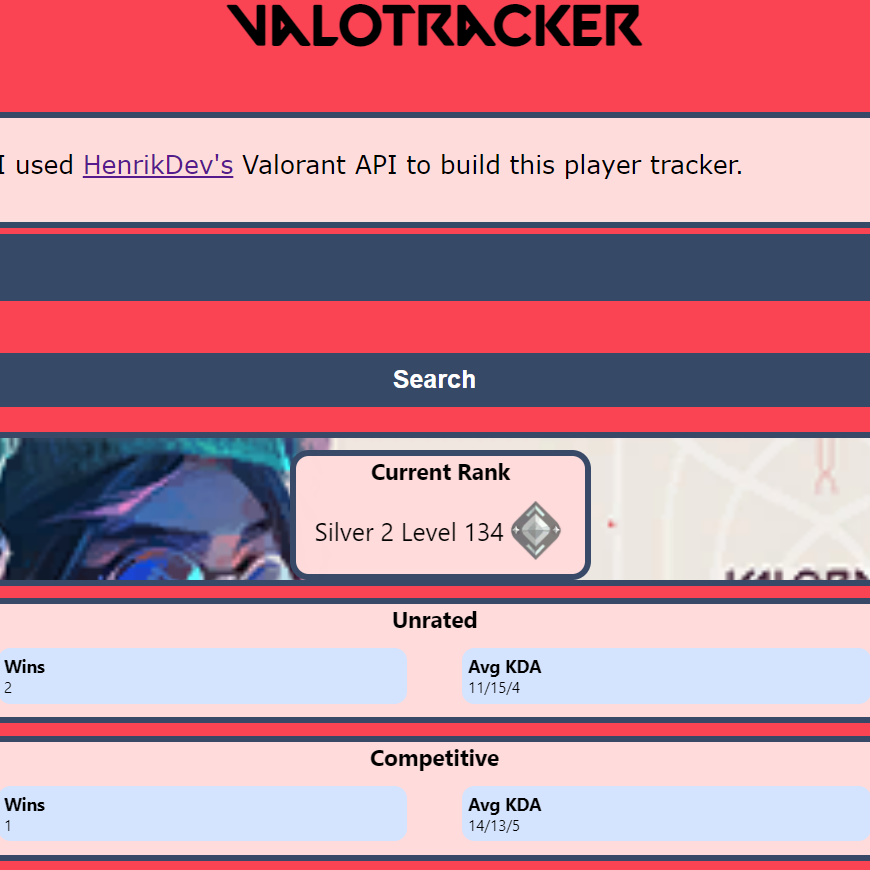 VALOTRACKER
I used HenrikDev's Valorant API to build this player tracker.
Search
Current Rank
Silver 2 Level 134
Unrated
Wins
2
Avg KDA
11/15/4
Competitive
Wins
1
Avg KDA
14/13/5